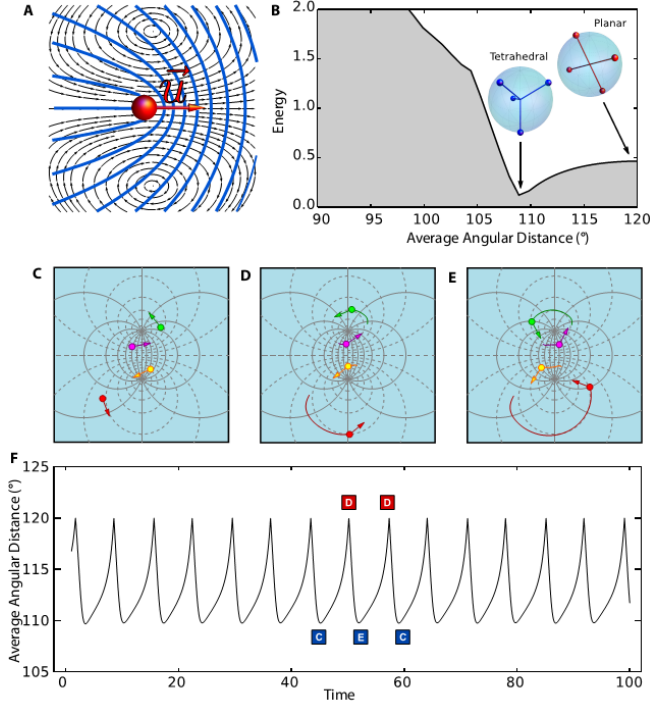 A
u
B
2.0
1.5
1.0
0.5
0.0
Energy
Tetrahedral
Planar
90
95
100
105
110
115
120
Average Angular Distance (°)
C
D
E
F
125
120
115
110
105
Average Angular Distance (°)
D
D
C
E
C
0
20
40
60
80
100
Time